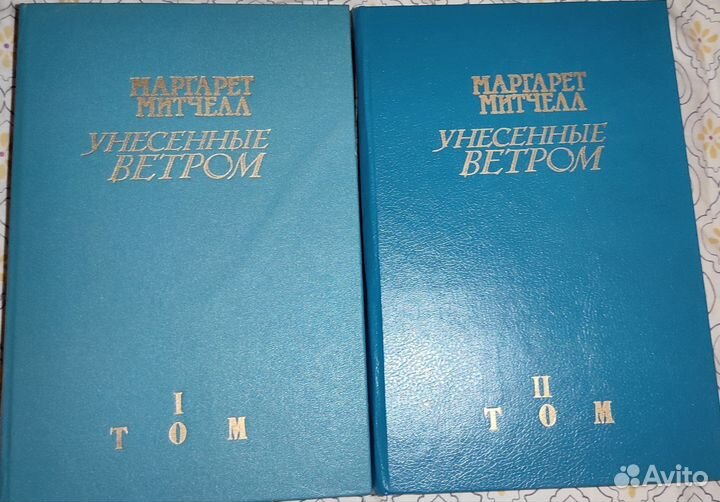 МАРГАРЕТ
МИТЧЕЛЛ
УНЕСЕННЫЕ
ВЕТРОМ
I
ТОМ
МАРГАРЕТ
МИТЧЕЛЛ
УНЕСЕННЫЕ
ВЕТРОМ
II
ТОМ
Avito